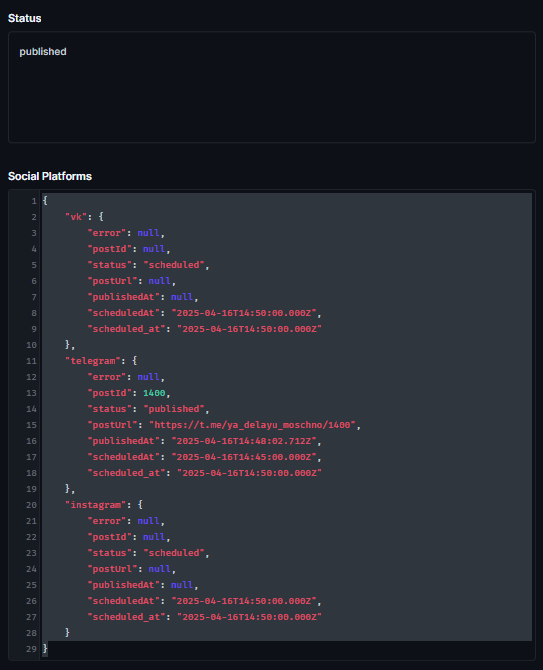 Status
published
Social Platforms
1 {
2 "vk": {
3 "error": null,
4 "postId": null,
5 "status": "scheduled",
6 "postUrl": null,
7 "publishedAt": null,
8 "scheduledAt": "2025-04-16T14:50:00.000Z",
9 "scheduled_at": "2025-04-16T14:50:00.000Z"
10 },
11 "telegram": {
12 "error": null,
13 "postId": 1400,
14 "status": "published",
15 "postUrl": "https://t.me/ya_delayu_moschno/1400",
16 "publishedAt": "2025-04-16T14:48:02.712Z",
17 "scheduledAt": "2025-04-16T14:45:00.000Z",
18 "scheduled_at": "2025-04-16T14:50:00.000Z"
19 },
20 "instagram": {
21 "error": null,
22 "postId": null,
23 "status": "scheduled",
24 "postUrl": null,
25 "publishedAt": null,
26 "scheduledAt": "2025-04-16T14:50:00.000Z",
27 "scheduled_at": "2025-04-16T14:50:00.000Z"
28 }
29 }